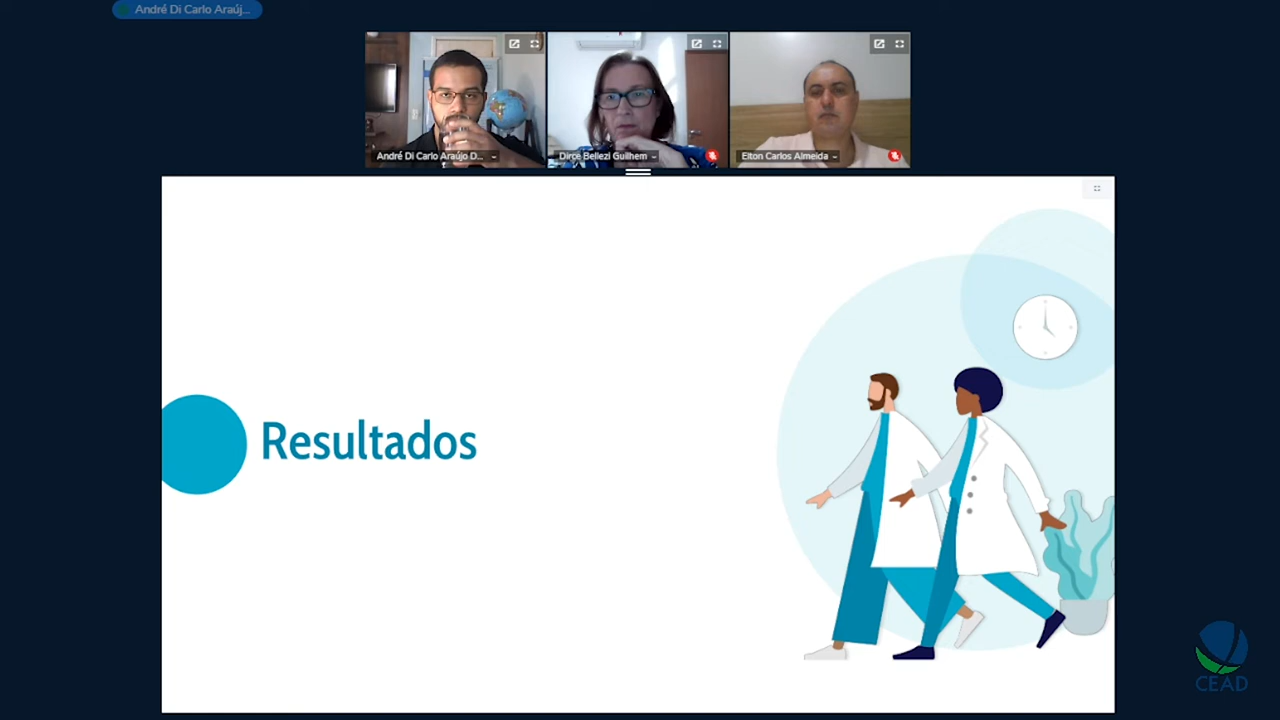 André Di Carlo Araúj...
André Di Carlo Araújo D...
Dirce Bellezi Guilhem
Elton Carlos Almeida
Resultados
CEAD